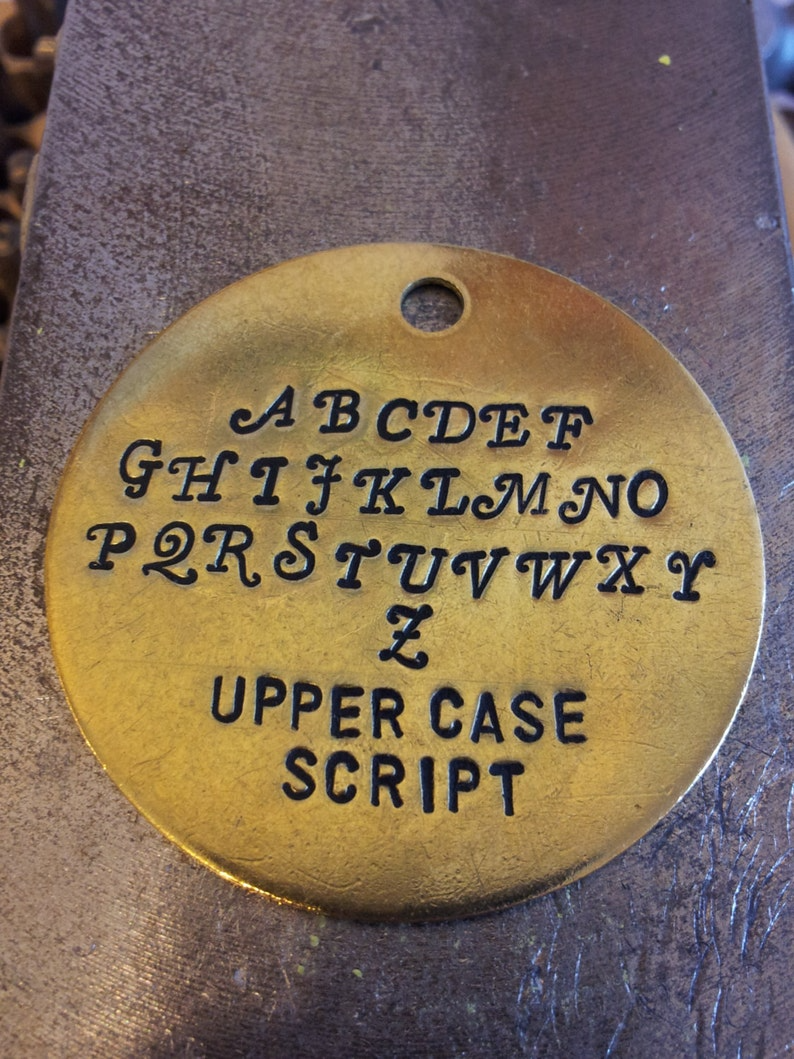 ABCDEF
GHIJKLMNO
PQRSTUVWXY
Z
UPPER CASE
SCRIPT